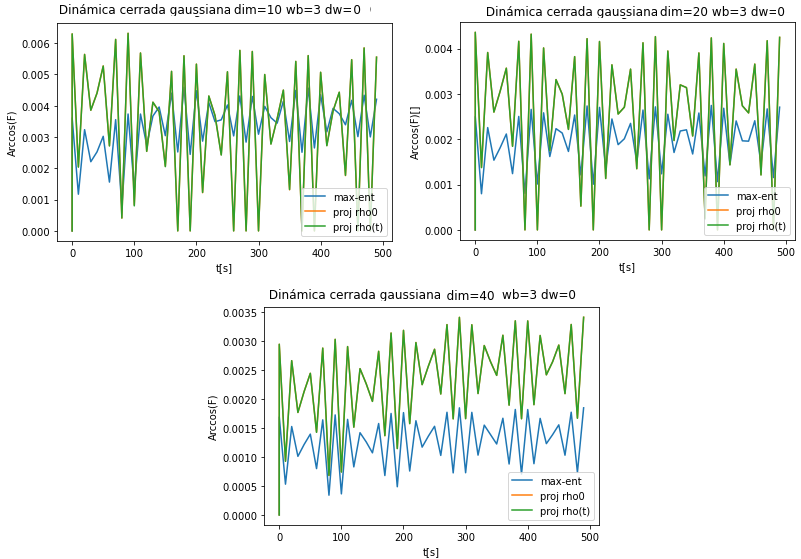 Dinámica cerrada gaussiana dim=10 wb=3 dw=0
Arccos(F)
0.006
0.005
0.004
0.003
0.002
0.001
0.000
max-ent
proj rho0
proj rho(t)
0 100 200 300 400 500
t[s]
Dinámica cerrada gaussiana dim=20 wb=3 dw=0
Arccos(F)[]
0.004
0.003
0.002
0.001
0.000
max-ent
proj rho0
proj rho(t)
0 100 200 300 400 500
t[s]
Dinámica cerrada gaussiana dim=40 wb=3 dw=0
Arccos(F)
0.0035
0.0030
0.0025
0.0020
0.0015
0.0010
0.0005
0.0000
max-ent
proj rho0
proj rho(t)
0 100 200 300 400 500
t[s]